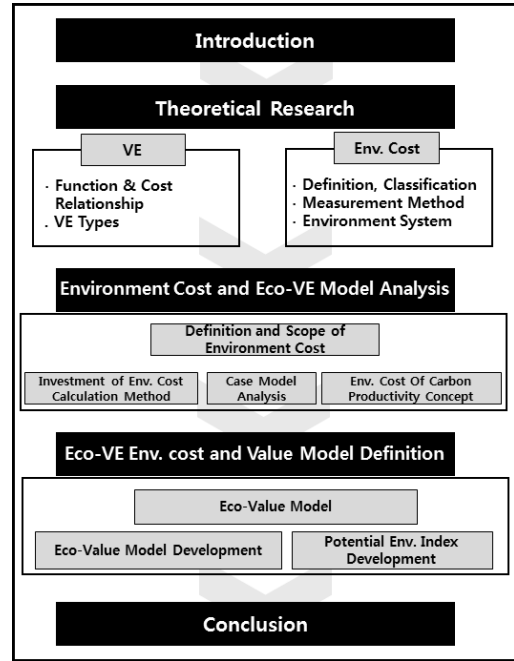 Introduction
Theoretical Research
VE
· Function & Cost
Relationship
. VE Types
Env. Cost
· Definition, Classification
· Measurement Method
· Environment System
Environment Cost and Eco-VE Model Analysis
Definition and Scope of
Environment Cost
Investment of Env. Cost
Calculation Method
Case Model
Analysis
Env. Cost Of Carbon
Productivity Concept
Eco-VE Env. cost and Value Model Definition
Eco-Value Model
Eco-Value Model Development
Potential Env. Index
Development
Conclusion